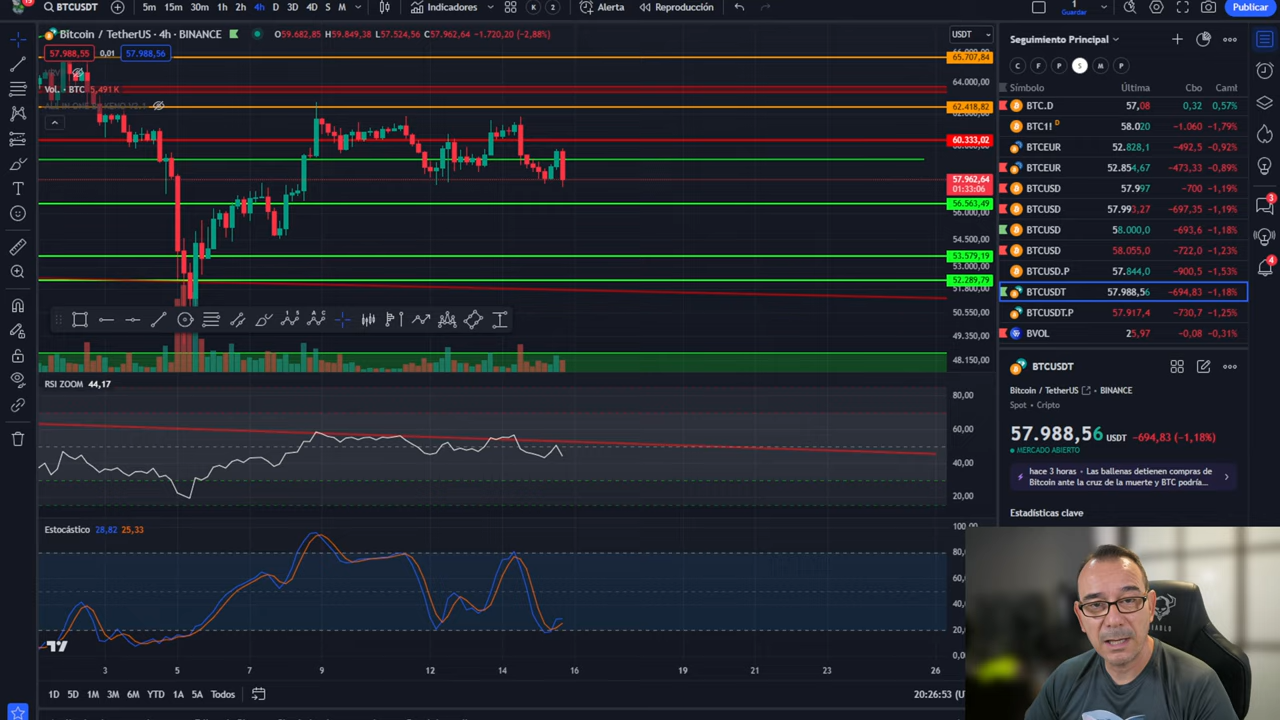 BTCUSDT
5m 15m 30m 1h 2h 4h D 3D 4D S M
Indicadores
Alerta
Reproducción
1
Guardar
Publicar
Bitcoin / TetherUS · 4h · BINANCE
O59.682,85 H59.849,38 L57.524,56 C57.962,64 −1.720,20 (−2,88%)
57.988,55 0,01 57.988,56
Vol. · BTC 5,491 K
USDT
65.707,84
64.000,00
62.418,82
60.333,02
57.962,64
01:33:06
56.563,49
56.000,00
54.500,00
53.579,19
53.000,00
52.289,79
50.550,00
49.350,00
48.150,00
RSI ZOOM 44,17
80,00
60,00
40,00
20,00
Estocástico 28,82 25,33
100,00
80,00
60,00
40,00
20,00
0,00
3 5 7 9 12 14 16 19 21 23 26
1D 5D 1M 3M 6M YTD 1A 5A Todos
20:26:53 (U
Seguimiento Principal
C F P S M P
Símbolo Última Cbo Camt
BTC.D 57,08 0,32 0,57%
BTC1! D 58.020 −1.060 −1,79%
BTCEUR 52.828,1 −492,5 −0,92%
BTCEUR 52.854,67 −473,33 −0,89%
BTCUSD 57.997 −700 −1,19%
BTCUSD 57.993,27 −697,35 −1,19%
BTCUSD 58.000,0 −693,6 −1,18%
BTCUSD 58.055,0 −722,0 −1,23%
BTCUSD.P 57.844,0 −900,5 −1,53%
BTCUSDT 57.988,56 −694,83 −1,18%
BTCUSDT.P 57.917,4 −730,7 −1,25%
BVOL 25,97 −0,08 −0,31%
3
4
BTCUSDT
Bitcoin / TetherUS · BINANCE
Spot · Cripto
57.988,56 USDT −694,83 (−1,18%)
MERCADO ABIERTO
hace 3 horas · Las ballenas detienen compras de
Bitcoin ante la cruz de la muerte y BTC podría...
Estadísticas clave